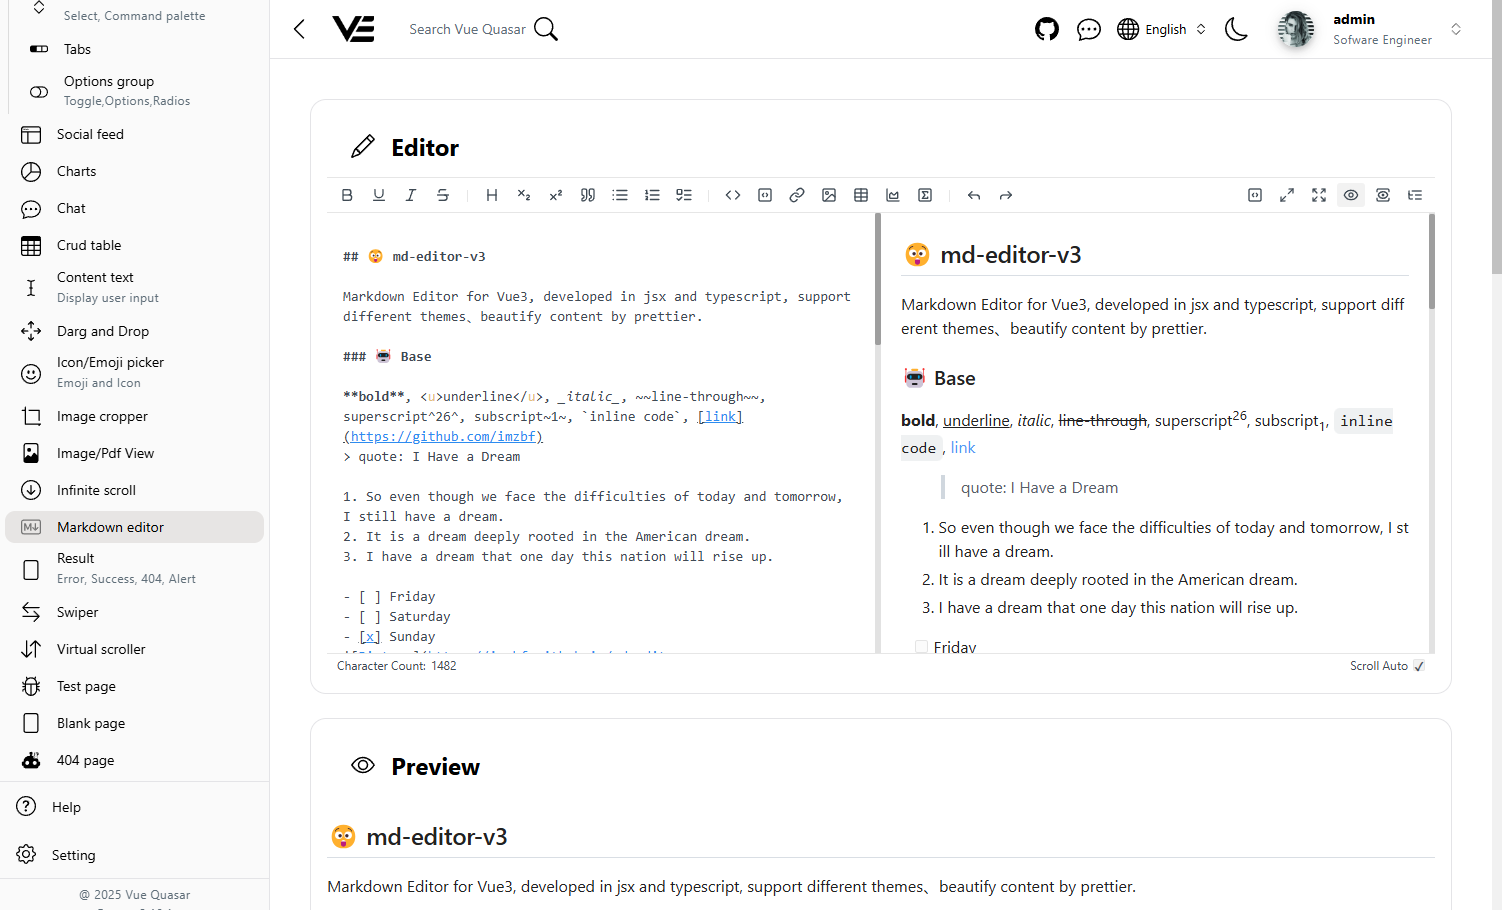 Select, Command palette
Tabs
Options group
Toggle,Options,Radios
Social feed
Charts
Chat
Crud table
Content text
Display user input
Darg and Drop
Icon/Emoji picker
Emoji and Icon
Image cropper
Image/Pdf View
Infinite scroll
Markdown editor
Result
Error, Success, 404, Alert
Swiper
Virtual scroller
Test page
Blank page
404 page
Help
Setting
@ 2025 Vue Quasar
VE
Search Vue Quasar
English
admin
Sofware Engineer
Editor
## 😲 md-editor-v3
Markdown Editor for Vue3, developed in jsx and typescript, support
different themes、beautify content by prettier.
### 🤖 Base
**bold**, <u>underline</u>, _italic_, ~~line-through~~,
superscript^26^, subscript~1~, `inline code`, [link]
(https://github.com/imzbf)
> quote: I Have a Dream
1. So even though we face the difficulties of today and tomorrow,
I still have a dream.
2. It is a dream deeply rooted in the American dream.
3. I have a dream that one day this nation will rise up.
- [ ] Friday
- [ ] Saturday
- [x] Sunday
Character Count: 1482
😲 md-editor-v3
Markdown Editor for Vue3, developed in jsx and typescript, support diff
erent themes、beautify content by prettier.
🤖 Base
bold, underline, italic, line-through, superscript26, subscript1, inline
code, link
quote: I Have a Dream
1. So even though we face the difficulties of today and tomorrow, I st
ill have a dream.
2. It is a dream deeply rooted in the American dream.
3. I have a dream that one day this nation will rise up.
Friday
Scroll Auto
Preview
😲 md-editor-v3
Markdown Editor for Vue3, developed in jsx and typescript, support different themes、beautify content by prettier.